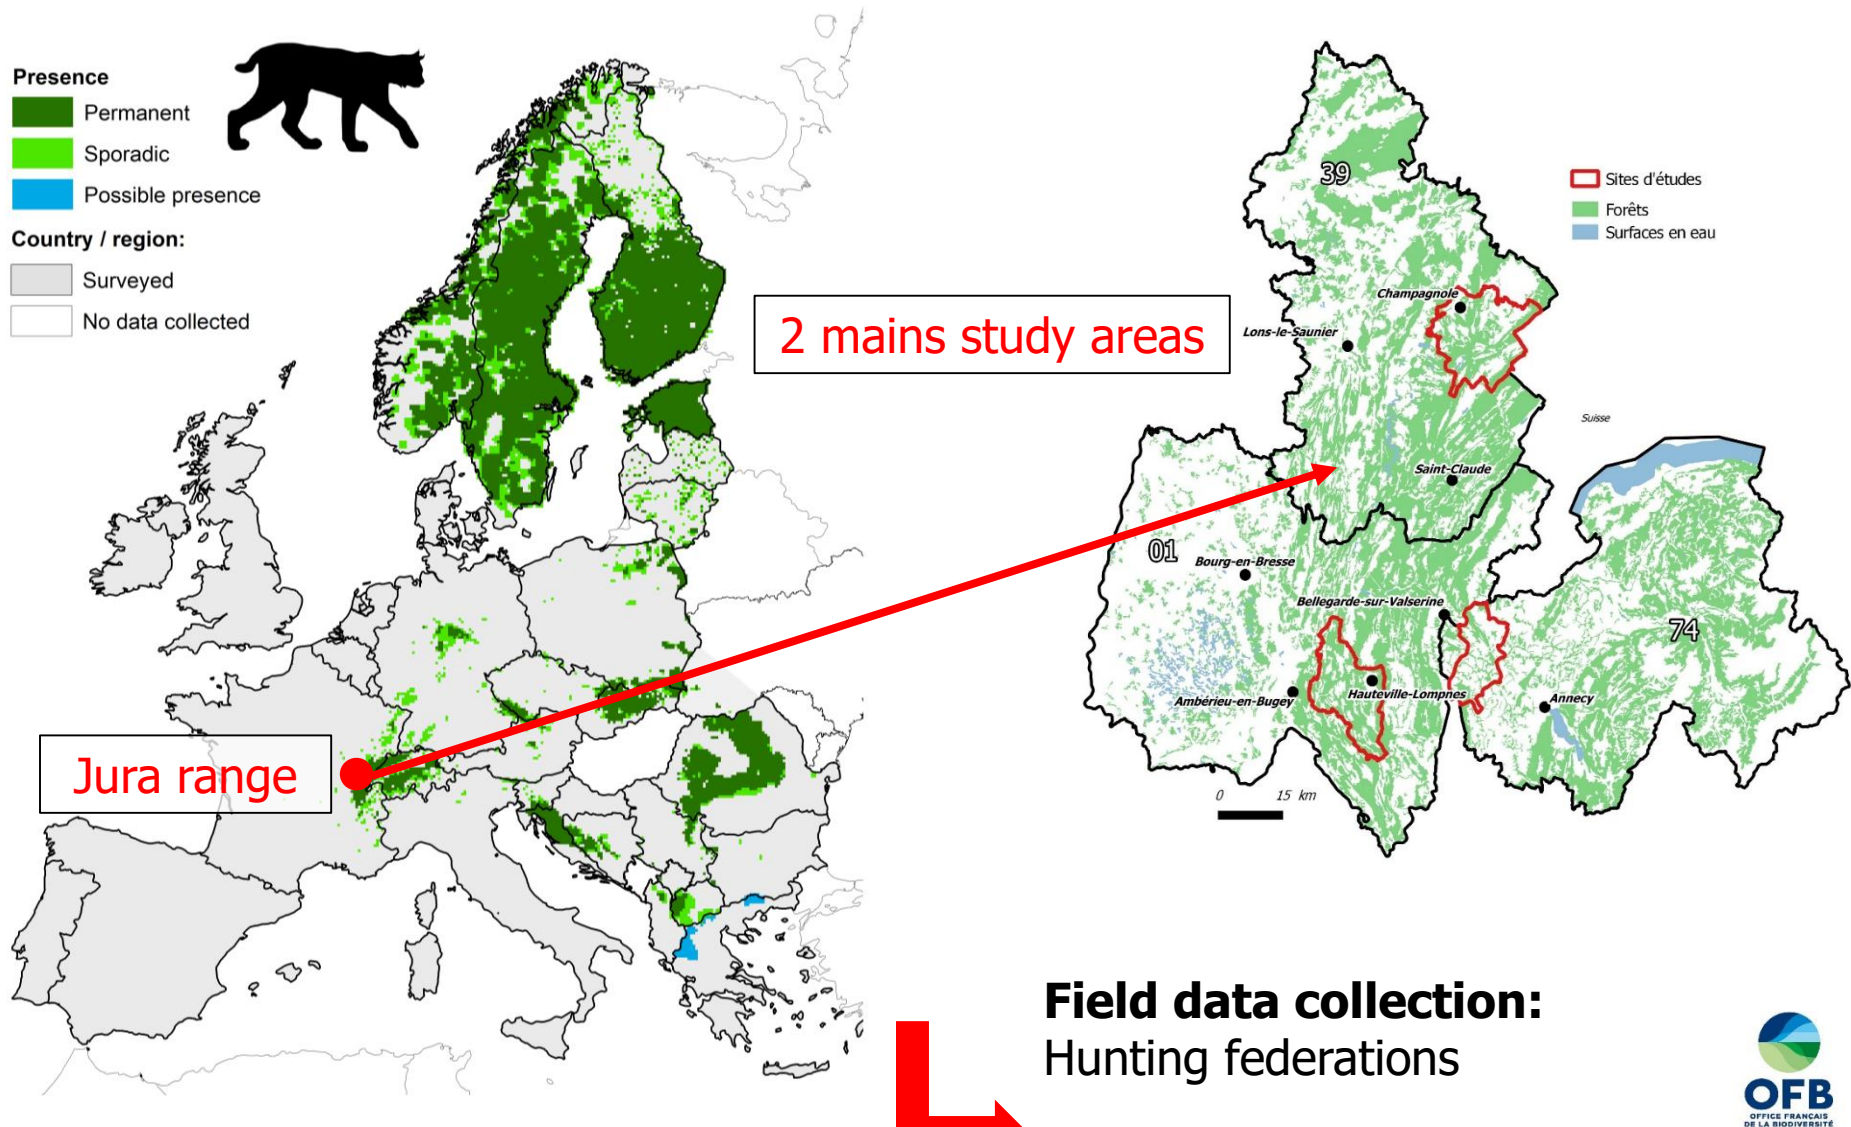 Presence
Permanent
Sporadic
Possible presence
Country / region:
Surveyed
No data collected
2 mains study areas
Jura range
39
Sites d'études
Forêts
Surfaces en eau
Champagnole
Lons-le-Saunier
Suisse
Saint-Claude
01
Bourg-en-Bresse
Bellegarde-sur-Valserine
74
Hauteville-Lompnes
Ambérieu-en-Bugey
Annecy
0 15 km
Field data collection:
Hunting federations
OFB
OFFICE FRANÇAIS
DE LA BIODIVERSITÉ